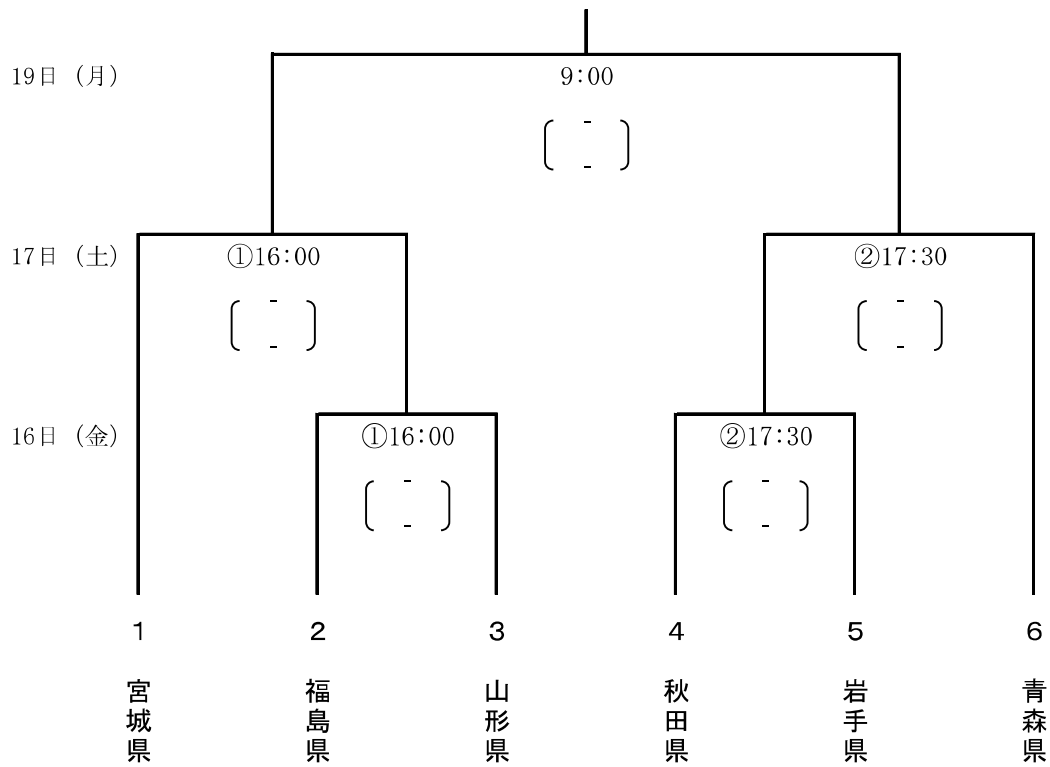 19日（月）
9:00
-
-
17日（土）
①16:00
②17:30
-
-
-
-
16日（金）
①16:00
②17:30
-
-
-
-
1
2
3
4
5
6
宮城県
福島県
山形県
秋田県
岩手県
青森県